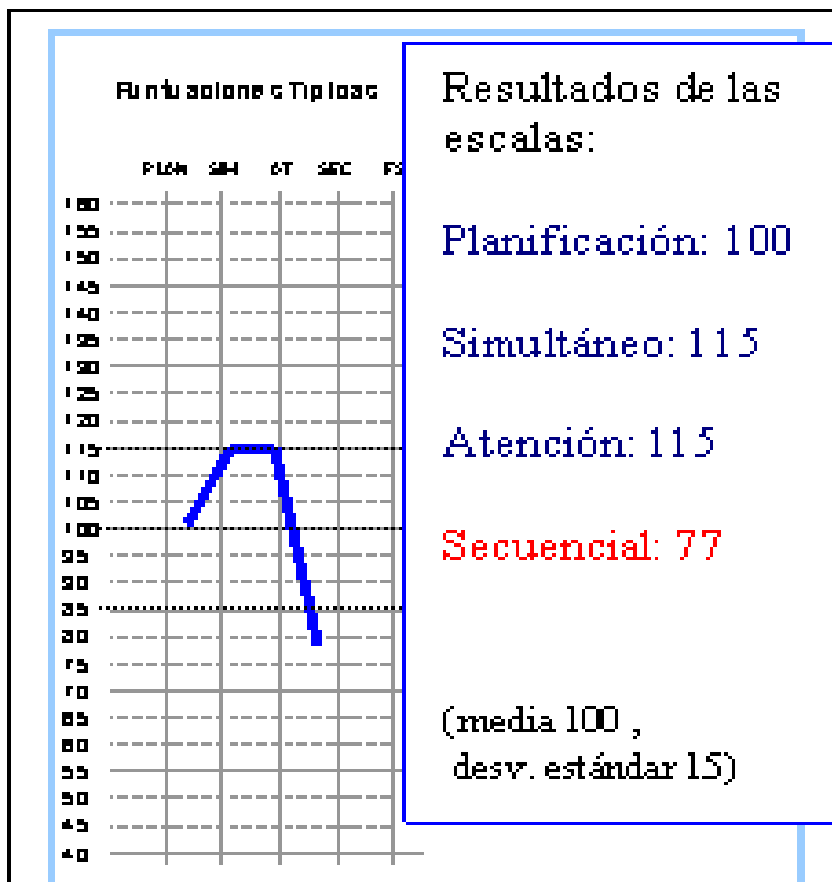 Puntuaciones Tipicas
PLAN SIM AT SEC FS
160
155
150
145
140
135
130
125
120
115
110
105
100
95
90
85
80
75
70
65
60
55
50
45
40
Resultados de las
escalas:
Planificación: 100
Simultáneo: 115
Atención: 115
Secuencial: 77
(media 100 ,
desv. estándar 15)